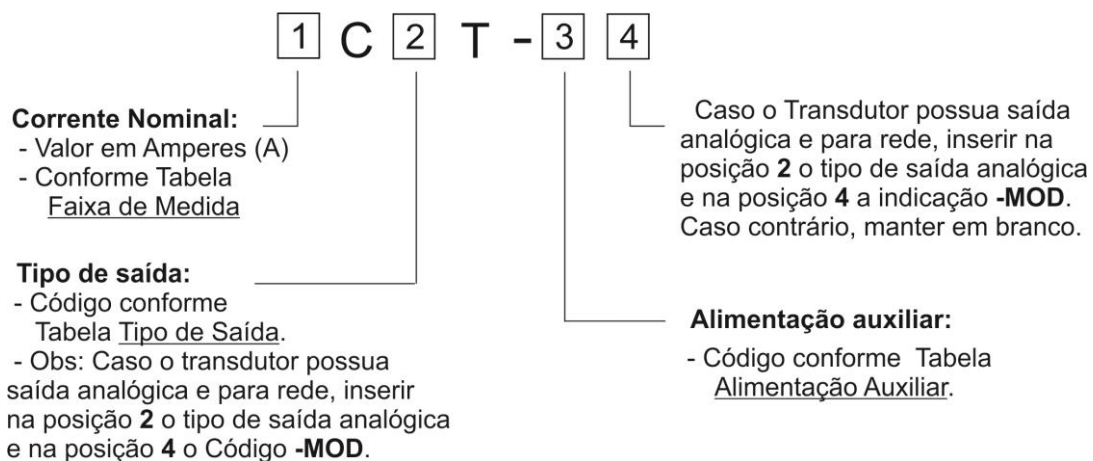 1 C 2 T - 3 4
Corrente Nominal:
- Valor em Amperes (A)
- Conforme Tabela
Faixa de Medida
Tipo de saída:
- Código conforme
Tabela Tipo de Saída.
- Obs: Caso o transdutor possua
saída analógica e para rede, inserir
na posição 2 o tipo de saída analógica
e na posição 4 o Código -MOD.
Caso o Transdutor possua saída
analógica e para rede, inserir na
posição 2 o tipo de saída analógica
e na posição 4 a indicação -MOD.
Caso contrário, manter em branco.
Alimentação auxiliar:
- Código conforme Tabela
Alimentação Auxiliar.